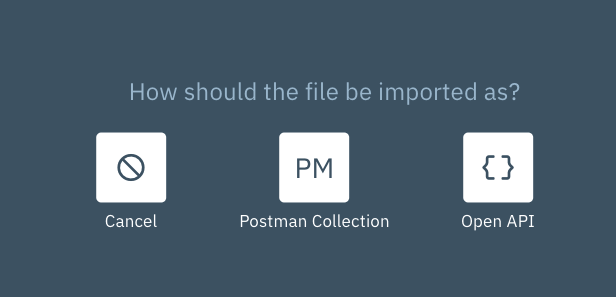 How should the file be imported as?
PM
Cancel
Postman Collection
Open API